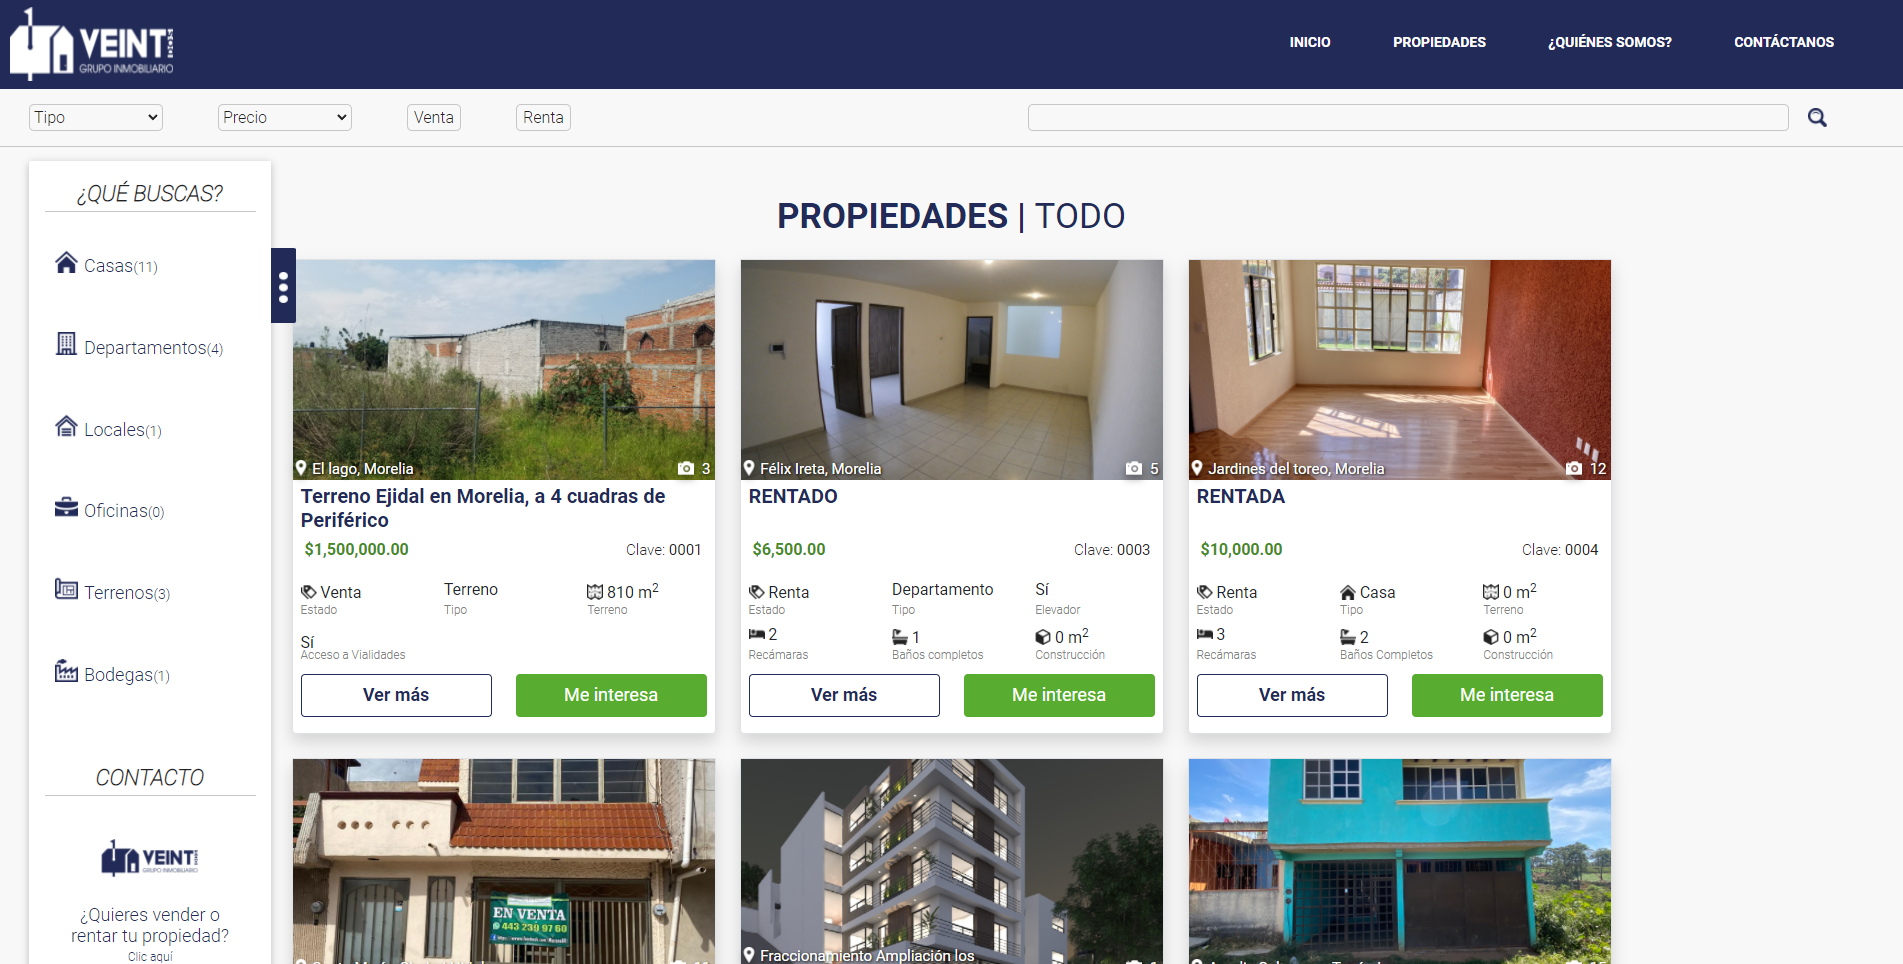 VEINT
GRUPO INMOBILIARIO
INICIO
PROPIEDADES
¿QUIÉNES SOMOS?
CONTÁCTANOS
Tipo
Precio
Venta
Renta
¿QUÉ BUSCAS?
Casas(11)
Departamentos(4)
Locales(1)
Oficinas(0)
Terrenos(3)
Bodegas(1)
CONTACTO
VEINT
GRUPO INMOBILIARIO
¿Quieres vender o
rentar tu propiedad?
Clic aquí
PROPIEDADES | TODO
El lago, Morelia
3
Terreno Ejidal en Morelia, a 4 cuadras de
Periférico
$1,500,000.00
Clave: 0001
Venta
Estado
Terreno
Tipo
810 m²
Terreno
Sí
Acceso a Vialidades
Ver más
Me interesa
Félix Ireta, Morelia
5
RENTADO
$6,500.00
Clave: 0003
Renta
Estado
Departamento
Tipo
Sí
Elevador
2
Recámaras
1
Baños completos
0 m²
Construcción
Ver más
Me interesa
Jardines del toreo, Morelia
12
RENTADA
$10,000.00
Clave: 0004
Renta
Estado
Casa
Tipo
0 m²
Terreno
3
Recámaras
2
Baños Completos
0 m²
Construcción
Ver más
Me interesa
EN VENTA
443 239 97 60
Fraccionamiento Ampliación los